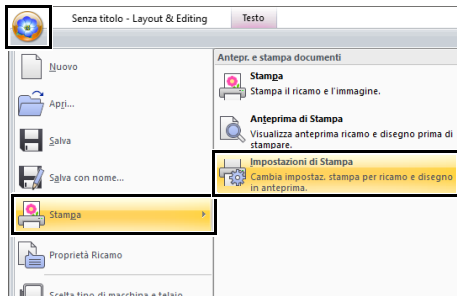 Senza titolo - Layout & Editing
Testo
Nuovo
Apri...
Salva
Salva con nome...
Stampa
Proprietà Ricamo
Scelta tipo di macchina e telaio
Antepr. e stampa documenti
Stampa
Stampa il ricamo e l'immagine.
Anteprima di Stampa
Visualizza anteprima ricamo e disegno prima di
stampare.
Impostazioni di Stampa
Cambia impostaz. stampa per ricamo e disegno
in anteprima.